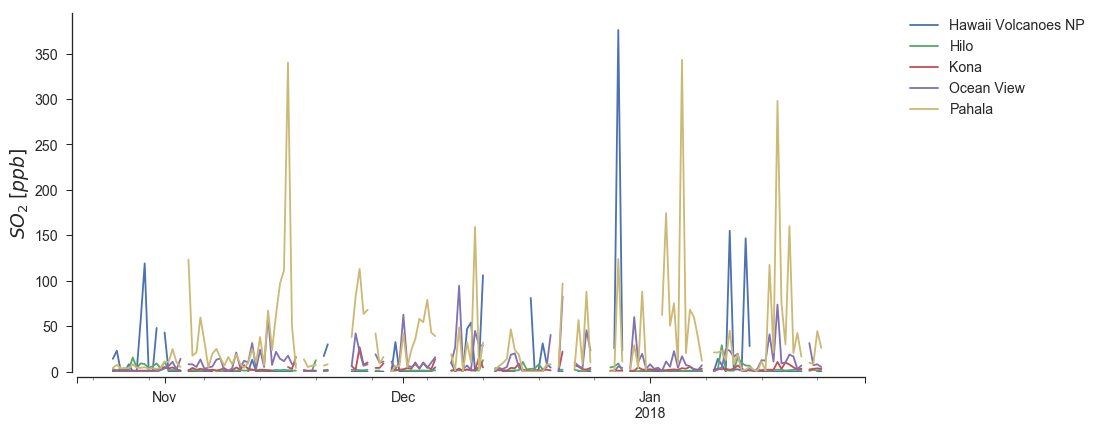 SO2 [ppb]
350
300
250
200
150
100
50
0
Nov
Dec
Jan
2018
Hawaii Volcanoes NP
Hilo
Kona
Ocean View
Pahala